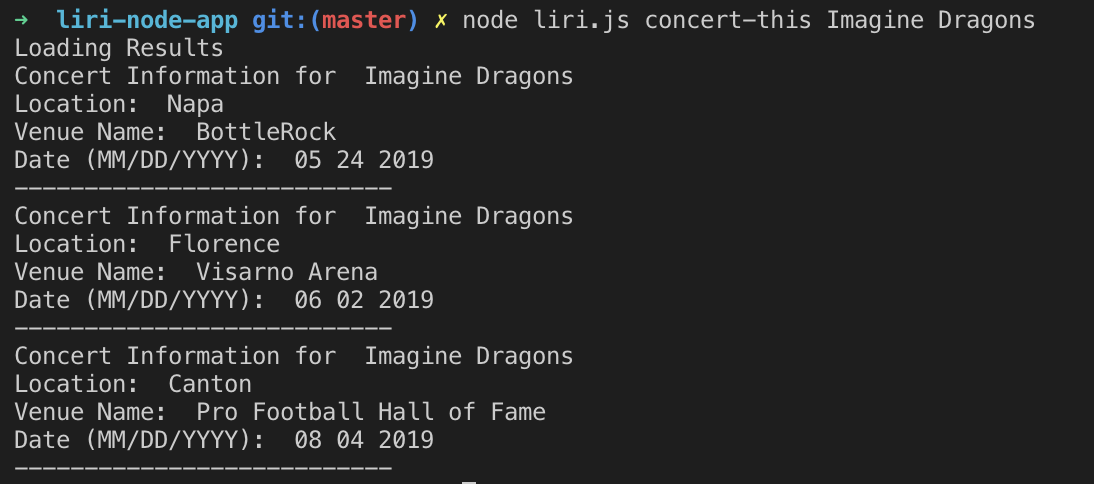 ➜  liri-node-app git:(master) ✗ node liri.js concert-this Imagine Dragons
Loading Results
Concert Information for  Imagine Dragons
Location:  Napa
Venue Name:  BottleRock
Date (MM/DD/YYYY):  05 24 2019
---------------------------
Concert Information for  Imagine Dragons
Location:  Florence
Venue Name:  Visarno Arena
Date (MM/DD/YYYY):  06 02 2019
---------------------------
Concert Information for  Imagine Dragons
Location:  Canton
Venue Name:  Pro Football Hall of Fame
Date (MM/DD/YYYY):  08 04 2019
---------------------------